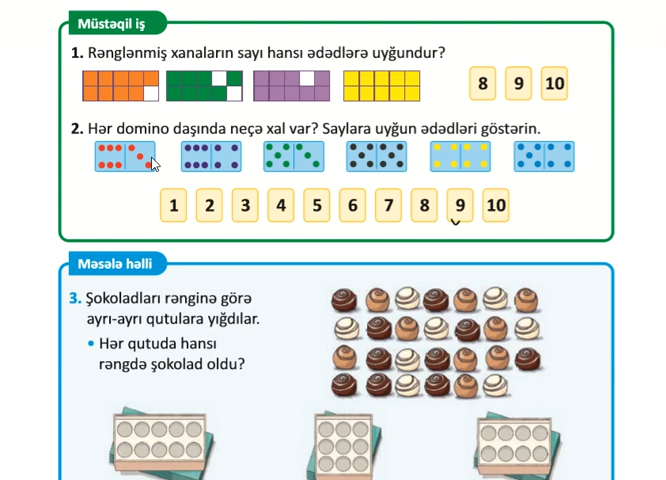 Müstəqil iş
1. Rənglənmiş xanaların sayı hansı ədədlərə uyğundur?
8 9 10
2. Hər domino daşında neçə xal var? Saylara uyğun ədədləri göstərin.
1 2 3 4 5 6 7 8 9 10
Məsələ həlli
3. Şokoladları rənginə görə
ayrı-ayrı qutulara yığdılar.
• Hər qutuda hansı
rəngdə şokolad oldu?